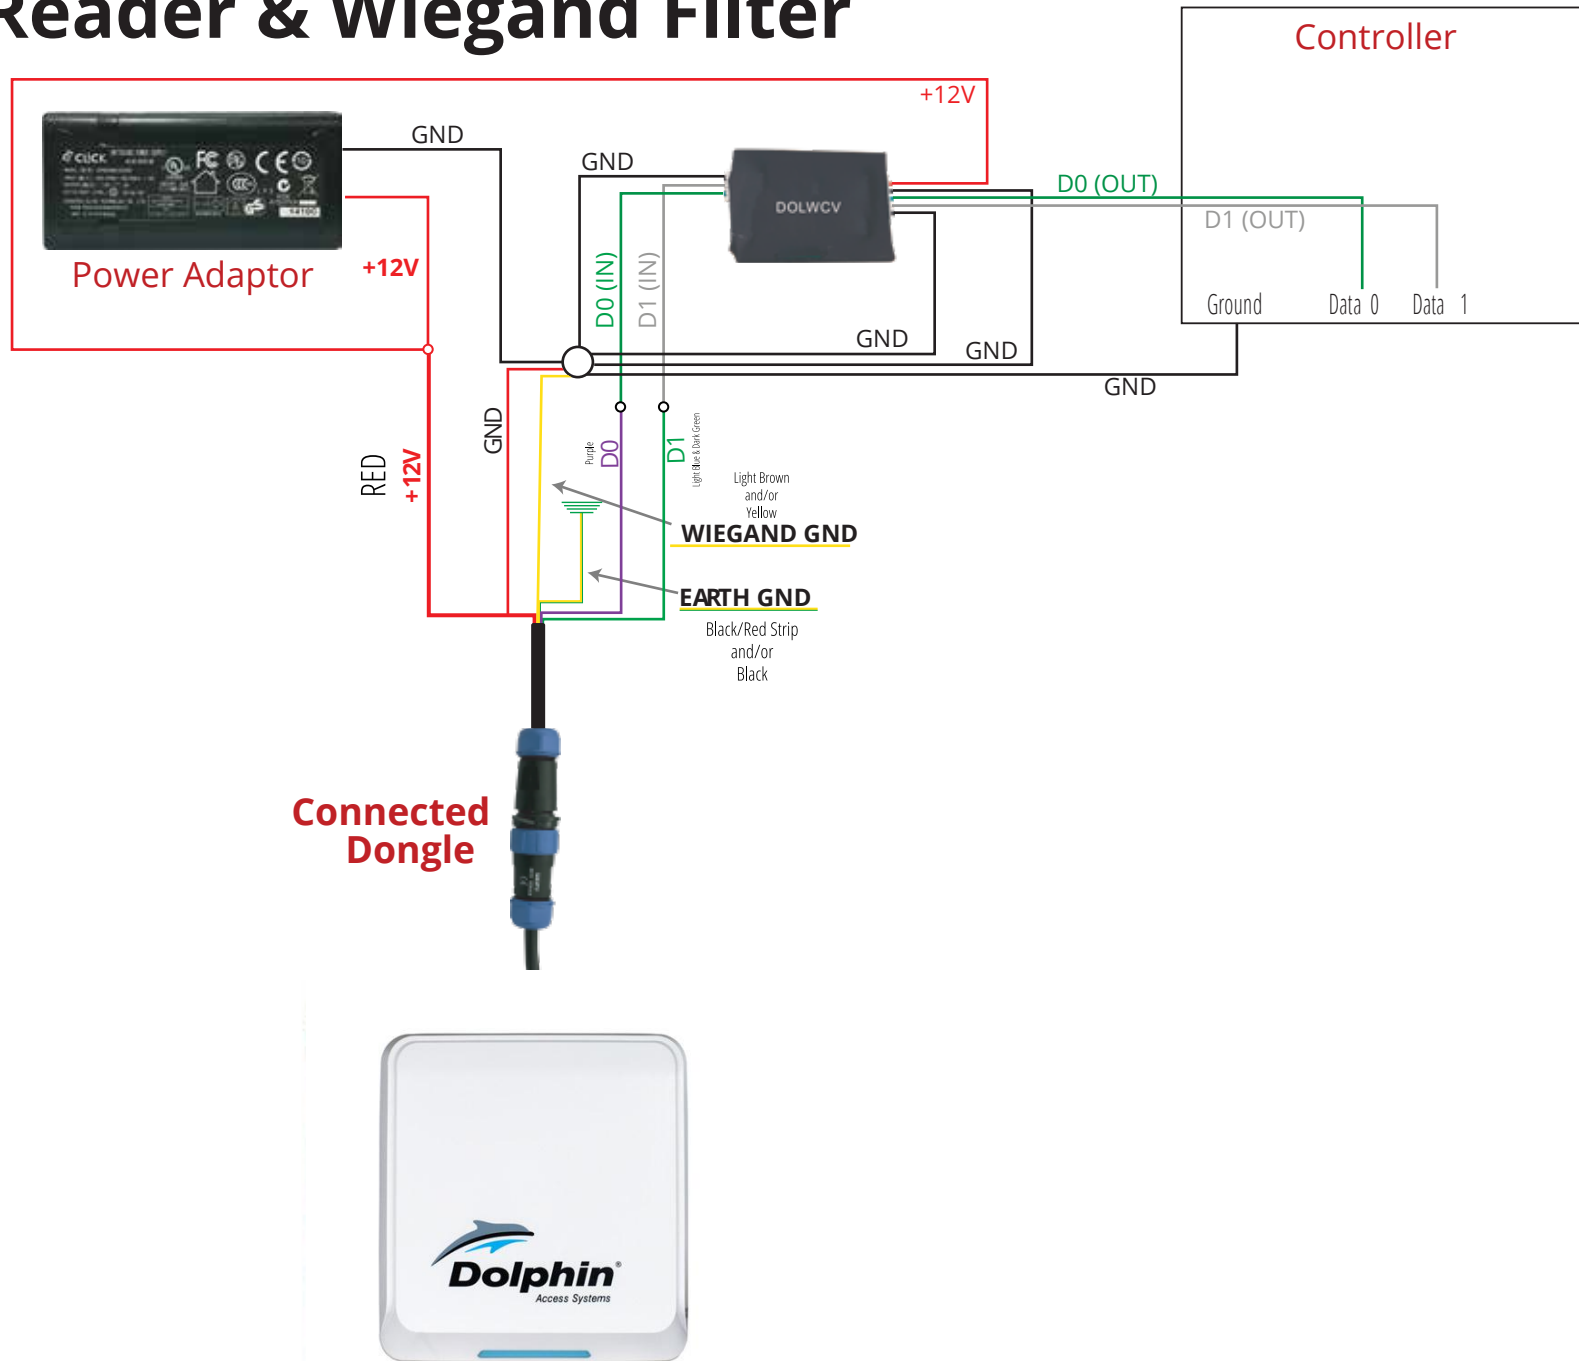 Reader & Wiegand Filter
Controller
+12V
GND
GND
CLICK
FC
CE
DOLWCV
D0 (OUT)
D1 (OUT)
Power Adaptor
+12V
D0 (IN)
D1 (IN)
Ground
Data 0
Data 1
GND
GND
GND
GND
RED
+12V
Purple
D0
D1
Light Blue & Dark Green
Light Brown
and/or
Yellow
WIEGAND GND
EARTH GND
Black/Red Strip
and/or
Black
Connected
Dongle
Dolphin®
Access Systems